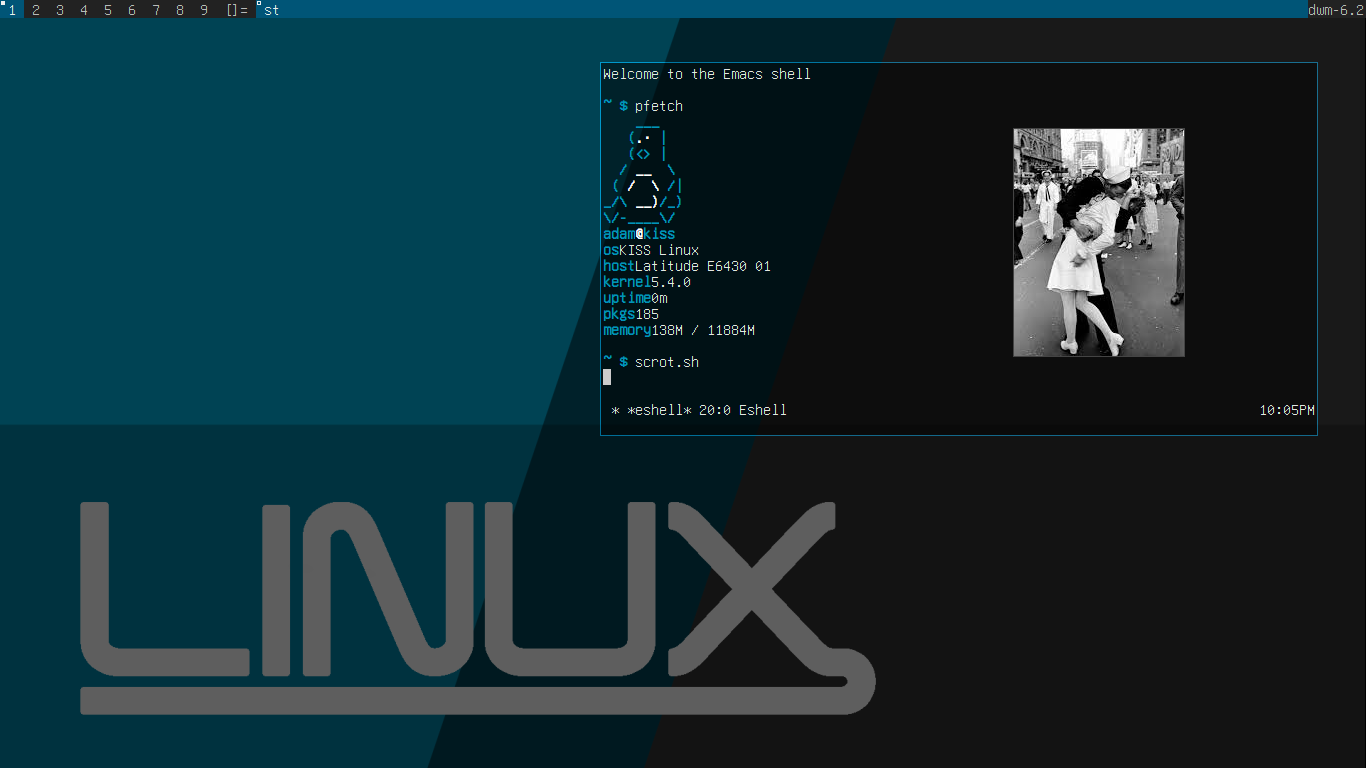 1 2 3 4 5 6 7 8 9 []= st dwm-6.2
Welcome to the Emacs shell
~ $ pfetch
adam@kiss
osKISS Linux
hostLatitude E6430 01
kernel5.4.0
uptime0m
pkgs185
memory138M / 11884M
~ $ scrot.sh
* *eshell* 20:0 Eshell 10:05PM
LINUX